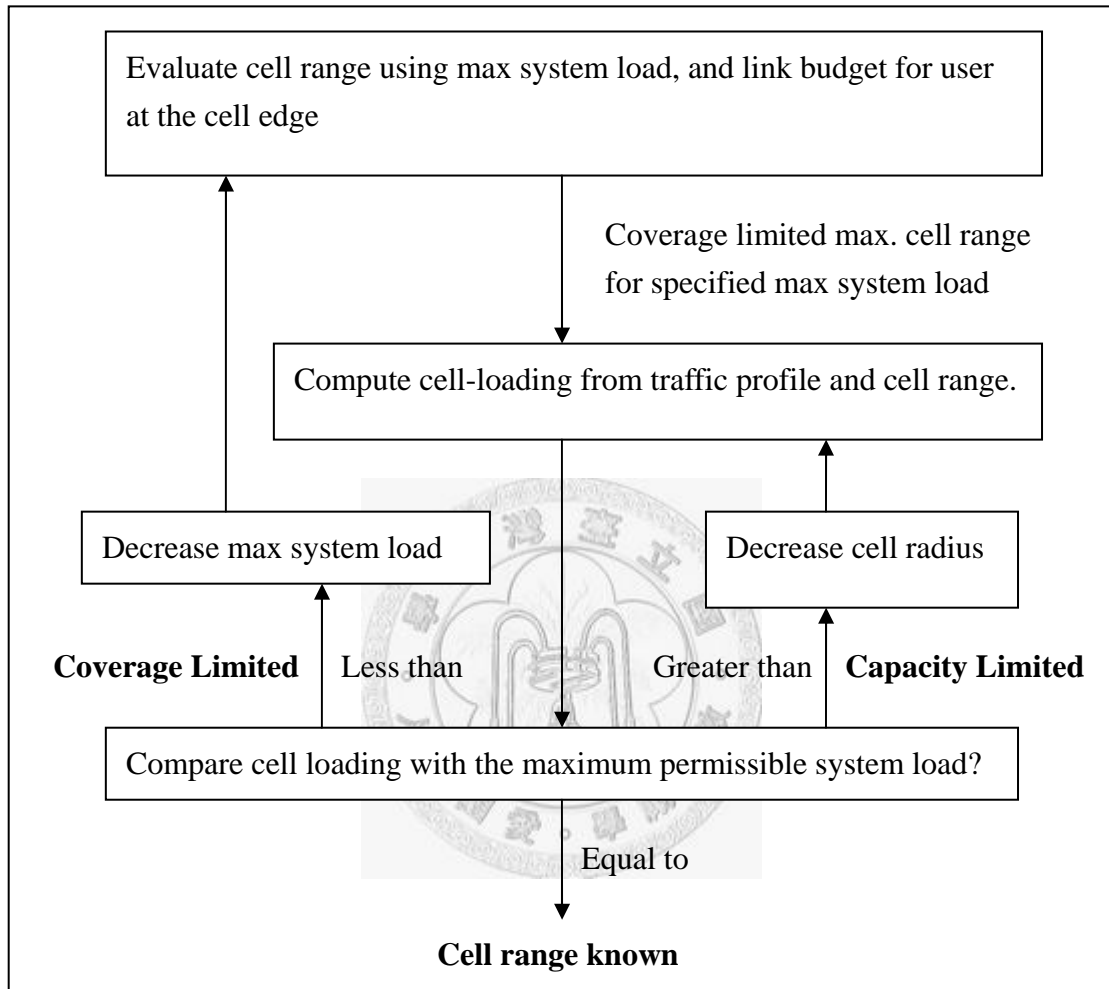 Evaluate cell range using max system load, and link budget for user
at the cell edge
Coverage limited max. cell range
for specified max system load
Compute cell-loading from traffic profile and cell range.
Decrease max system load
Decrease cell radius
Coverage Limited
Less than
Greater than
Capacity Limited
Compare cell loading with the maximum permissible system load?
Equal to
Cell range known